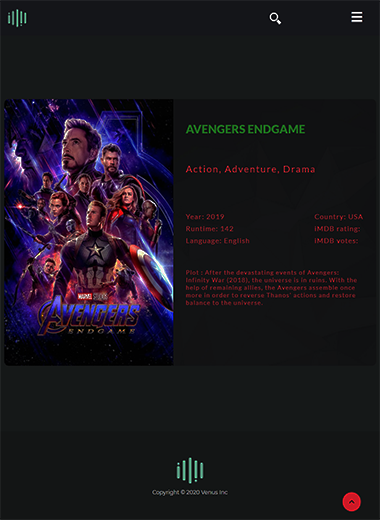 AVENGERS ENDGAME
Action, Adventure, Drama
Year: 2019
Country: USA
Runtime: 142
iMDB rating:
Language: English
iMDB votes:
Plot : After the devastating events of Avengers:
Infinity War (2018), the universe is in ruins. With the
help of remaining allies, the Avengers assemble once
more in order to reverse Thanos' actions and restore
balance to the universe.
MARVEL STUDIOS
AVENGERS
ENDGAME
Copyright © 2020 Venus Inc